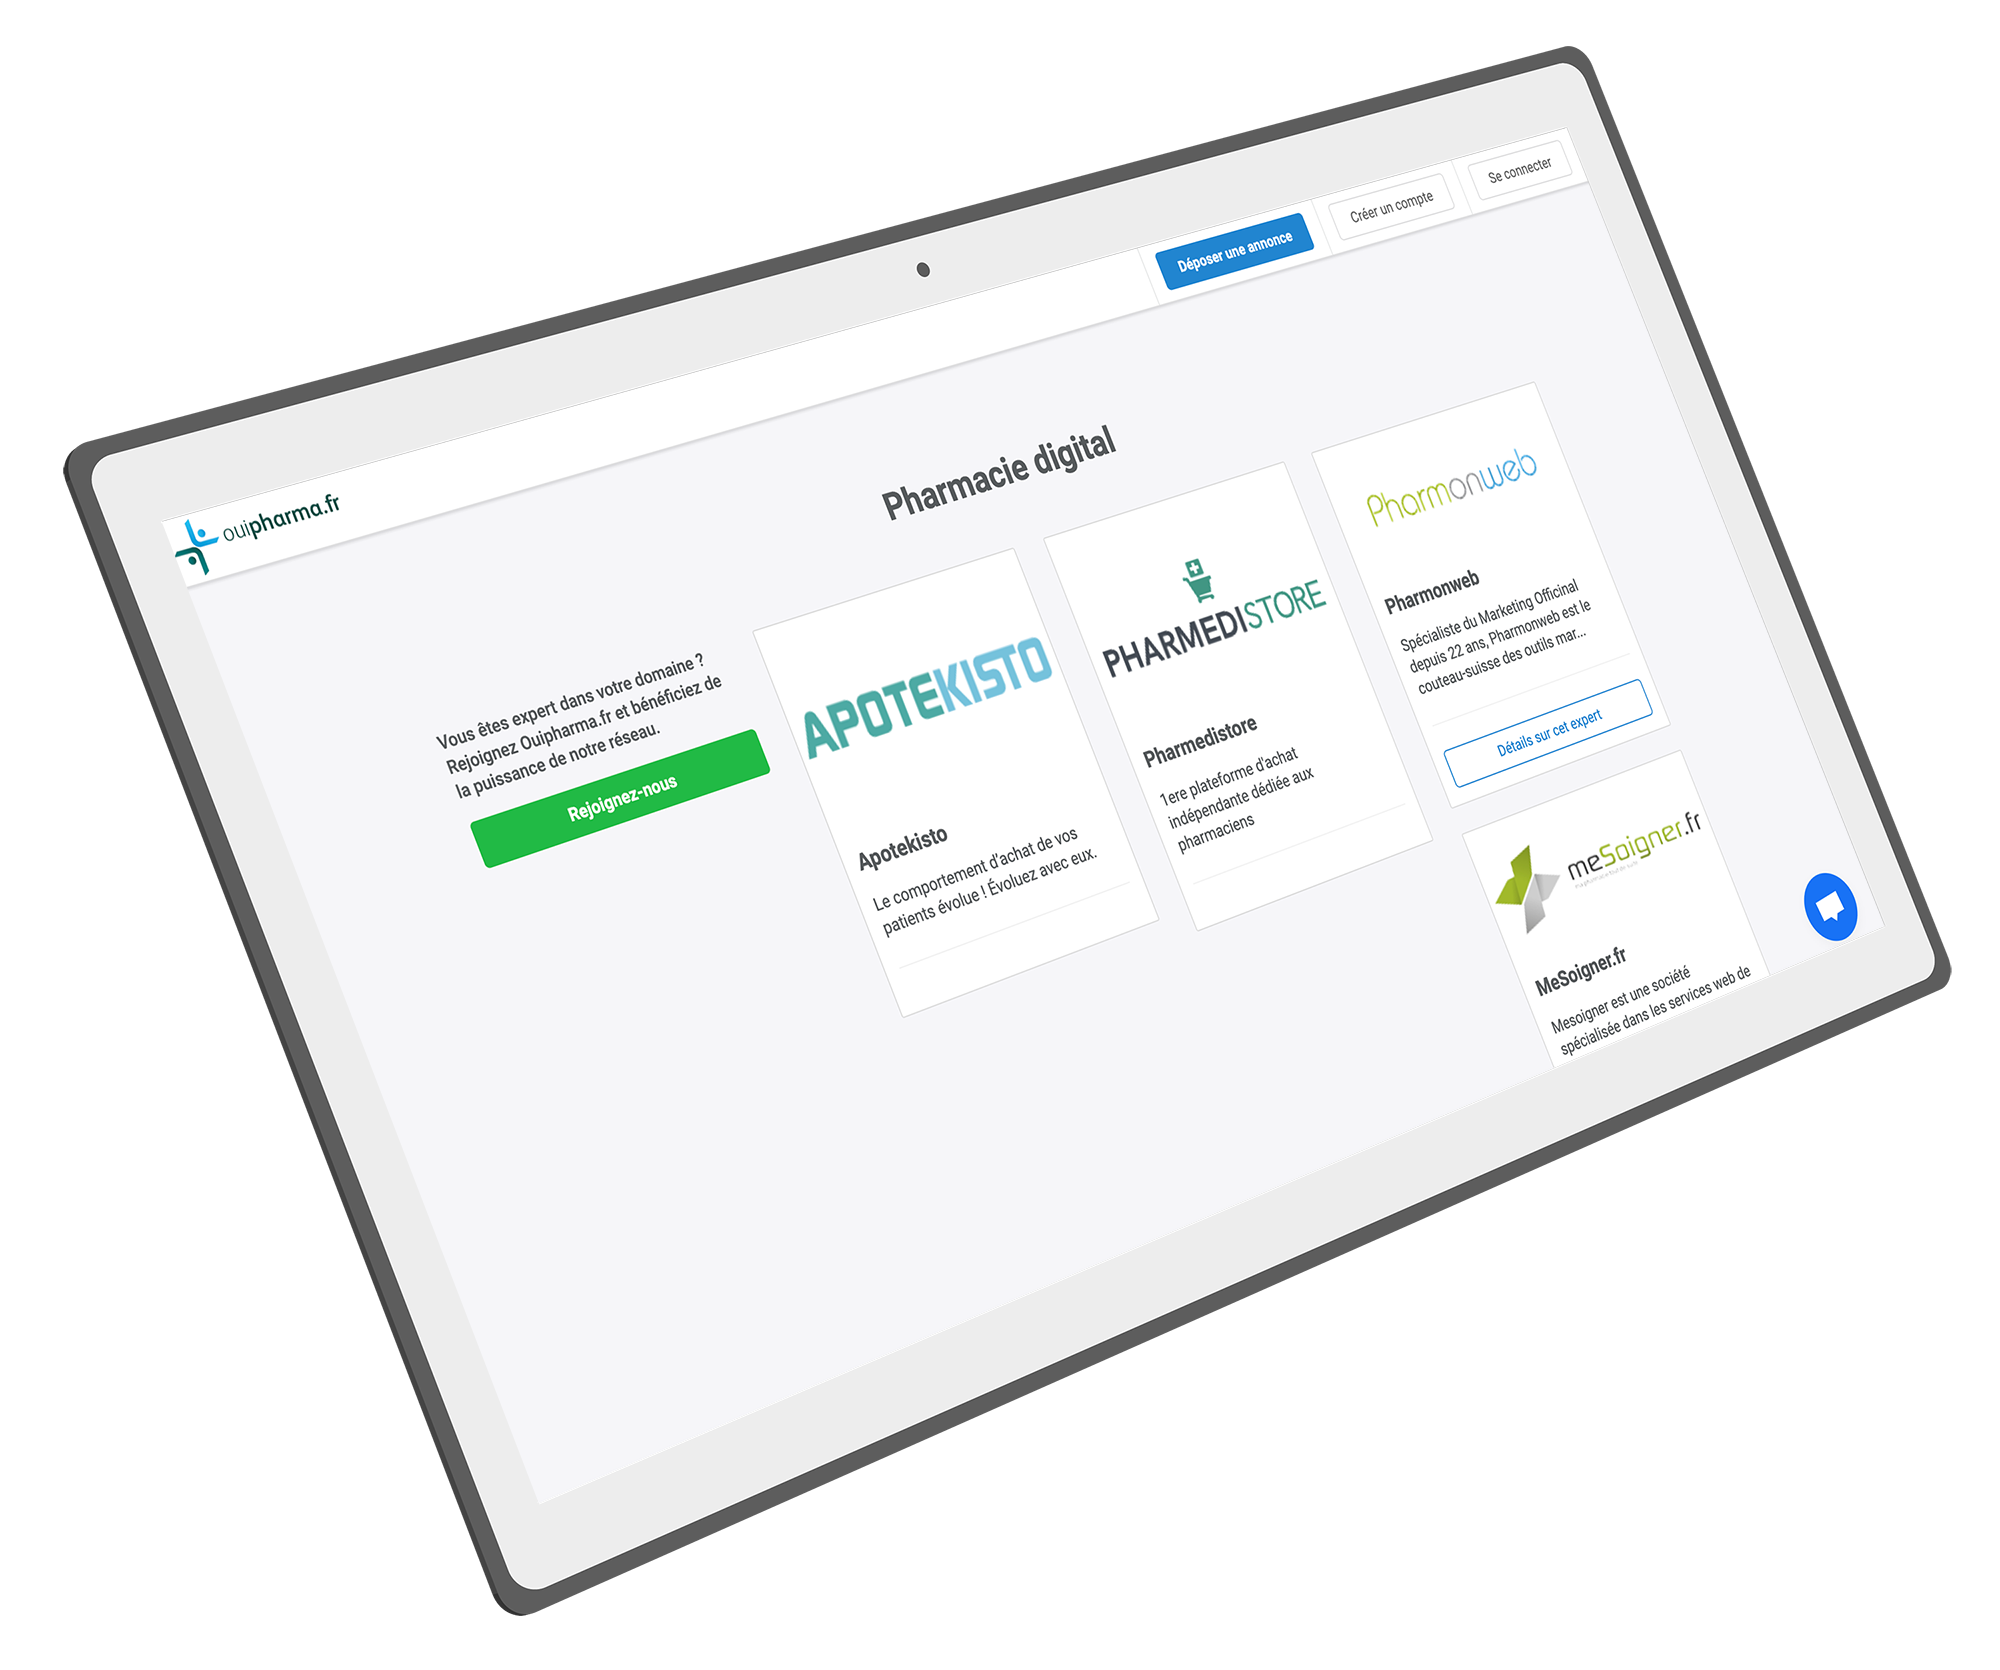 ouipharma.fr
Déposer une annonce
Créer un compte
Se connecter
Pharmacie digital
Vous êtes expert dans votre domaine ?
Rejoignez Ouipharma.fr et bénéficiez de
la puissance de notre réseau.
Rejoignez-nous
APOTEKISTO
Apotekisto
Le comportement d'achat de vos
patients évolue ! Évoluez avec eux.
PHARMEDISTORE
Pharmedistore
1ere plateforme d'achat
indépendante dédiée aux
pharmaciens
Pharmonweb
Pharmonweb
Spécialiste du Marketing Officinal
depuis 22 ans, Pharmonweb est le
couteau-suisse des outils mar...
Détails sur cet expert
meSoigner.fr
MeSoigner.fr
Mesoigner est une société
spécialisée dans les services web de